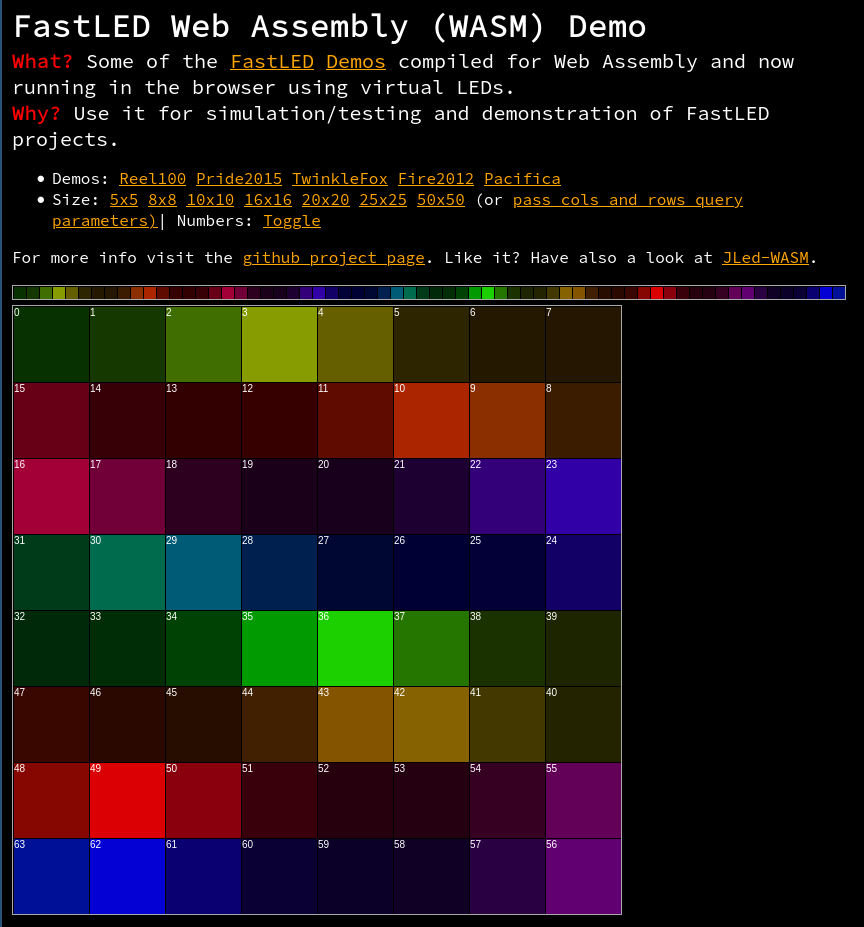 FastLED Web Assembly (WASM) Demo
What? Some of the FastLED Demos compiled for Web Assembly and now
running in the browser using virtual LEDs.
Why? Use it for simulation/testing and demonstration of FastLED
projects.
• Demos: Reel100 Pride2015 TwinkleFox Fire2012 Pacifica
• Size: 5x5 8x8 10x10 16x16 20x20 25x25 50x50 (or pass cols and rows query
parameters)| Numbers: Toggle
For more info visit the github project page. Like it? Have also a look at JLed-WASM.
0 1 2 3 4 5 6 7
15 14 13 12 11 10 9 8
16 17 18 19 20 21 22 23
31 30 29 28 27 26 25 24
32 33 34 35 36 37 38 39
47 46 45 44 43 42 41 40
48 49 50 51 52 53 54 55
63 62 61 60 59 58 57 56